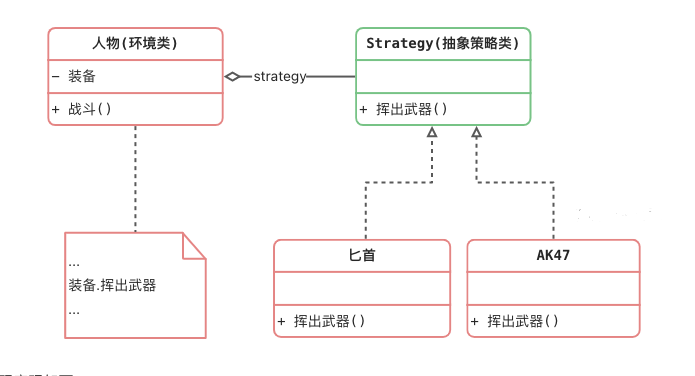 人物(环境类)
- 装备
+ 战斗()
strategy
Strategy(抽象策略类)
+ 挥出武器()
...
装备.挥出武器
...
匕首
+ 挥出武器()
AK47
+ 挥出武器()